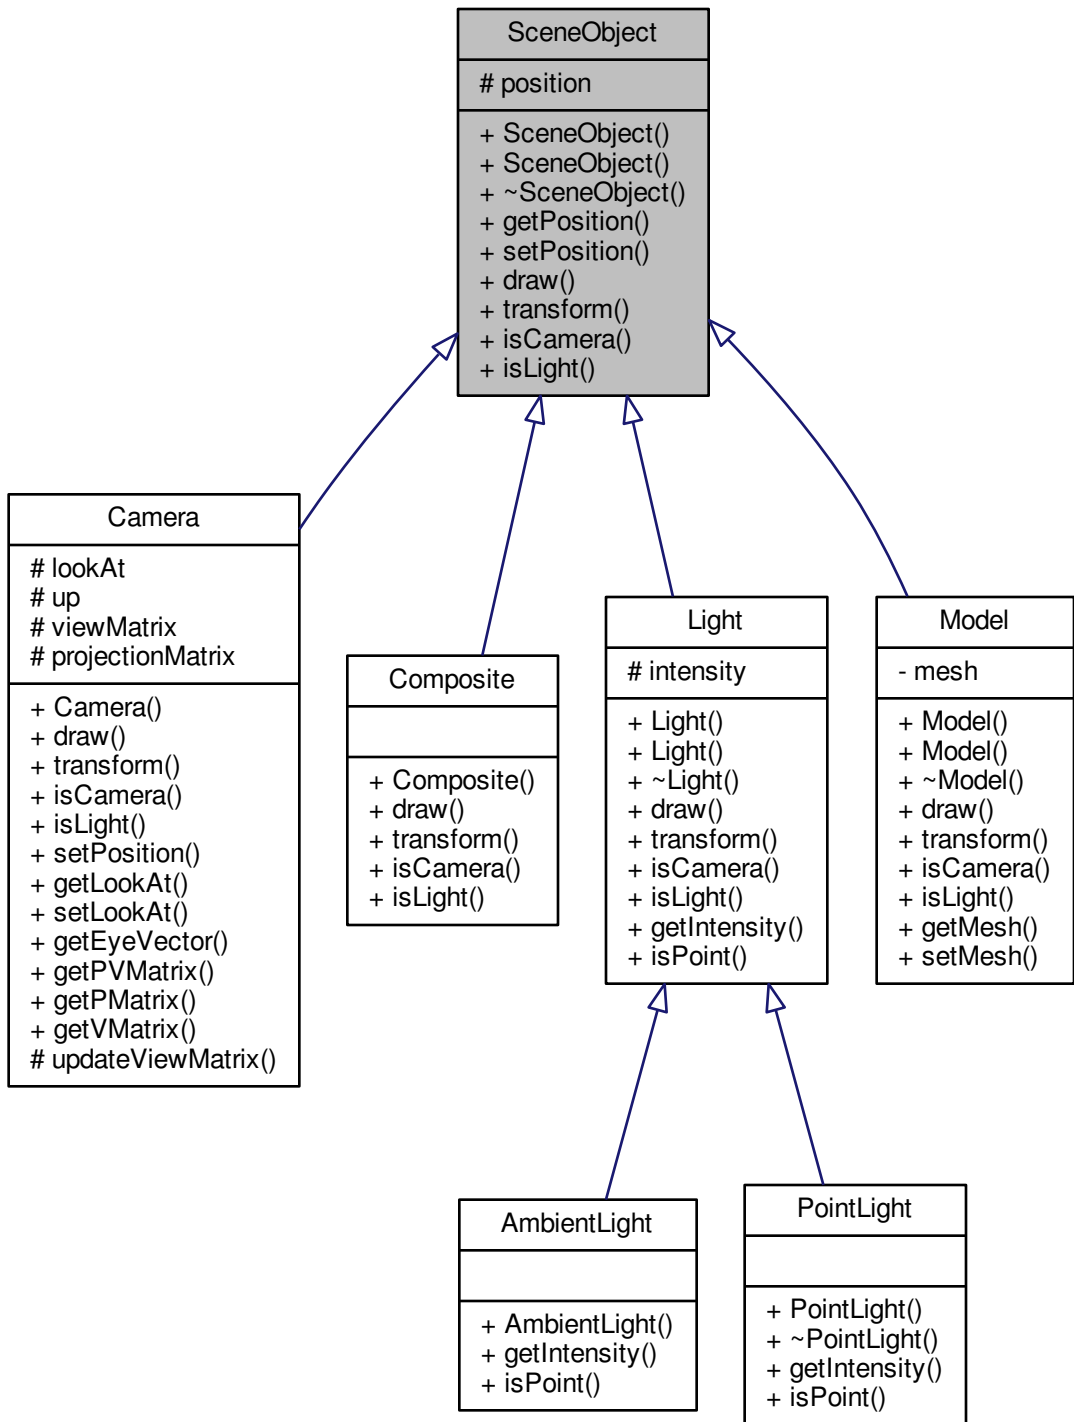 SceneObject
# position
+ SceneObject()
+ SceneObject()
+ ~SceneObject()
+ getPosition()
+ setPosition()
+ draw()
+ transform()
+ isCamera()
+ isLight()
Camera
# lookAt
# up
# viewMatrix
# projectionMatrix
+ Camera()
+ draw()
+ transform()
+ isCamera()
+ isLight()
+ setPosition()
+ getLookAt()
+ setLookAt()
+ getEyeVector()
+ getPVMatrix()
+ getPMatrix()
+ getVMatrix()
# updateViewMatrix()
Composite
+ Composite()
+ draw()
+ transform()
+ isCamera()
+ isLight()
Light
# intensity
+ Light()
+ Light()
+ ~Light()
+ draw()
+ transform()
+ isCamera()
+ isLight()
+ getIntensity()
+ isPoint()
Model
- mesh
+ Model()
+ Model()
+ ~Model()
+ draw()
+ transform()
+ isCamera()
+ isLight()
+ getMesh()
+ setMesh()
AmbientLight
+ AmbientLight()
+ getIntensity()
+ isPoint()
PointLight
+ PointLight()
+ ~PointLight()
+ getIntensity()
+ isPoint()